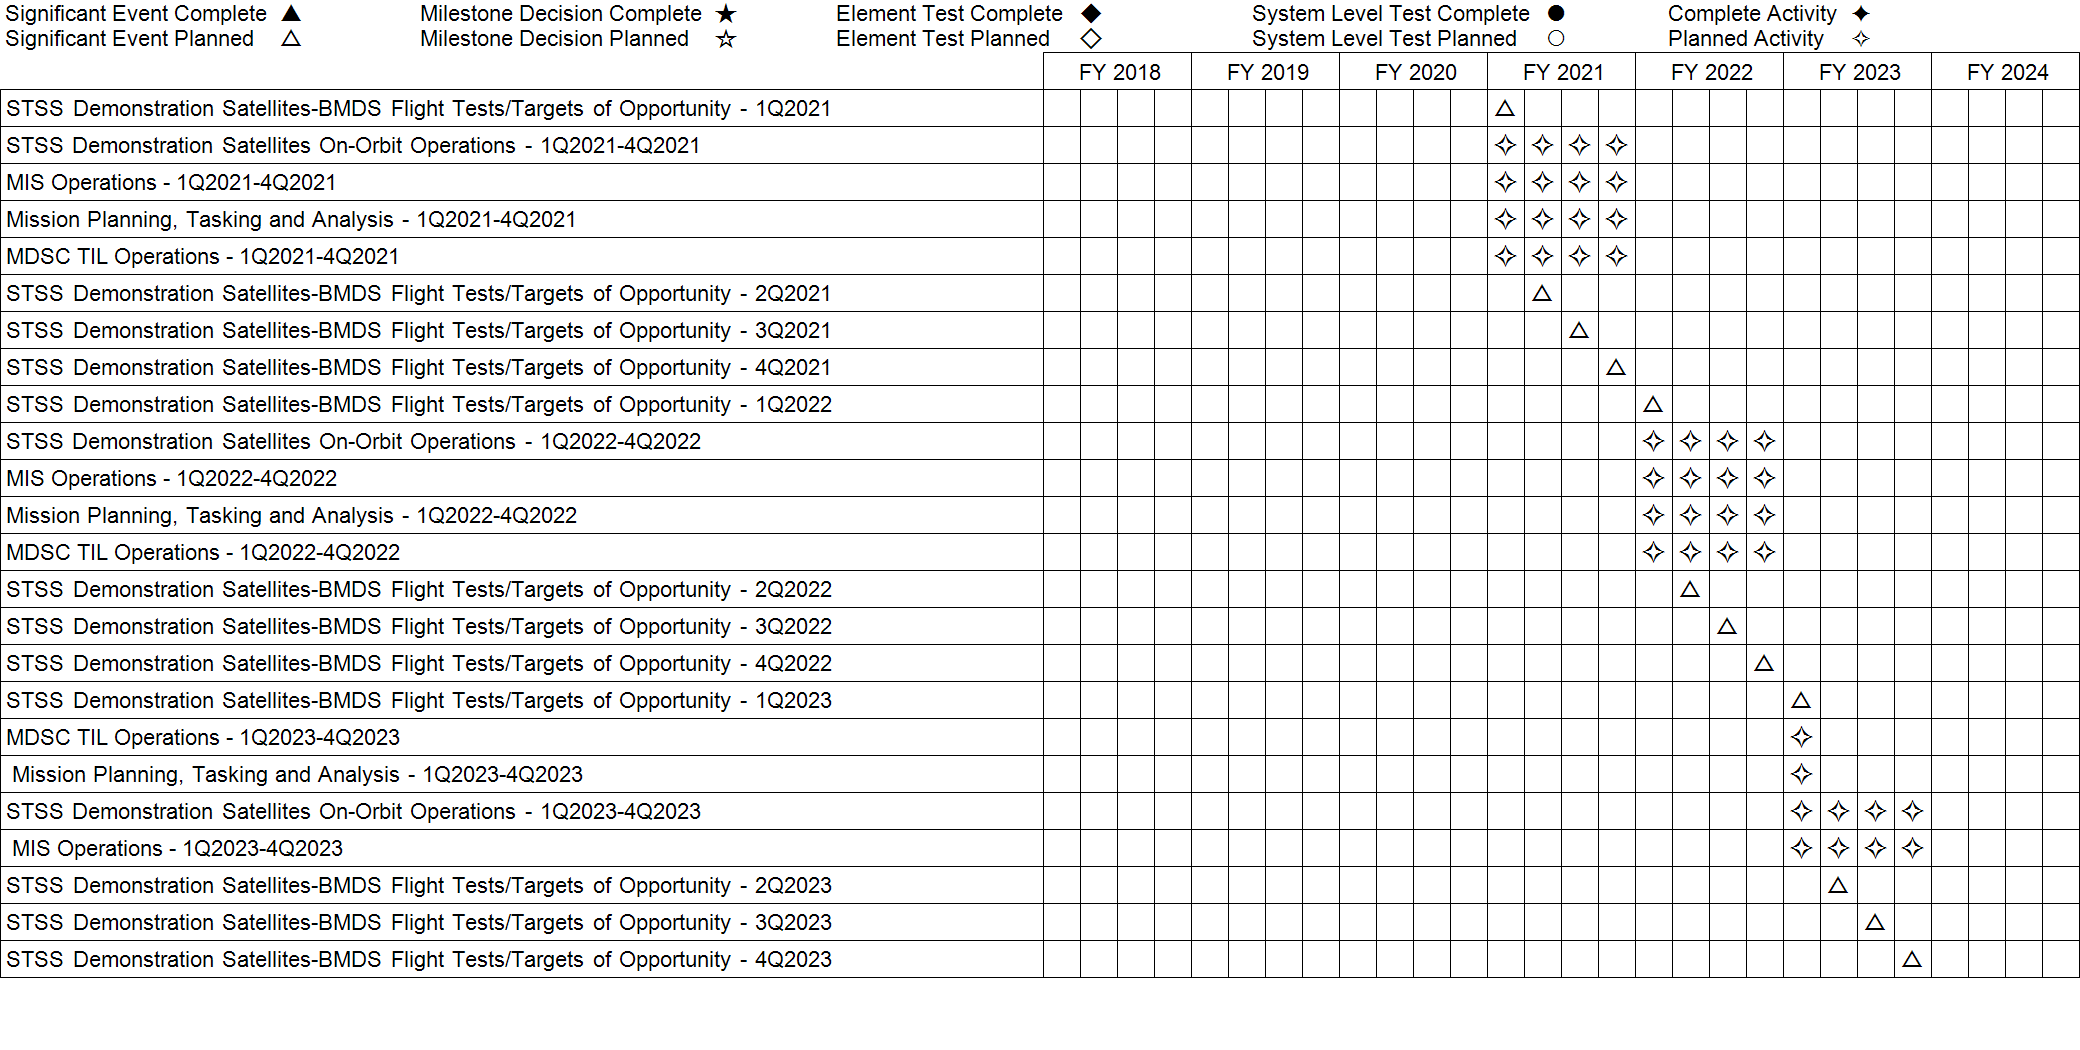 Significant Event Complete ▲ Milestone Decision Complete ★ Element Test Complete ◆ System Level Test Complete ● Complete Activity ✦
Significant Event Planned △ Milestone Decision Planned ☆ Element Test Planned ◇ System Level Test Planned ○ Planned Activity ✧
FY 2018 FY 2019 FY 2020 FY 2021 FY 2022 FY 2023 FY 2024
STSS Demonstration Satellites-BMDS Flight Tests/Targets of Opportunity - 1Q2021 △
STSS Demonstration Satellites On-Orbit Operations - 1Q2021-4Q2021 ✧ ✧ ✧ ✧
MIS Operations - 1Q2021-4Q2021 ✧ ✧ ✧ ✧
Mission Planning, Tasking and Analysis - 1Q2021-4Q2021 ✧ ✧ ✧ ✧
MDSC TIL Operations - 1Q2021-4Q2021 ✧ ✧ ✧ ✧
STSS Demonstration Satellites-BMDS Flight Tests/Targets of Opportunity - 2Q2021 △
STSS Demonstration Satellites-BMDS Flight Tests/Targets of Opportunity - 3Q2021 △
STSS Demonstration Satellites-BMDS Flight Tests/Targets of Opportunity - 4Q2021 △
STSS Demonstration Satellites-BMDS Flight Tests/Targets of Opportunity - 1Q2022 △
STSS Demonstration Satellites On-Orbit Operations - 1Q2022-4Q2022 ✧ ✧ ✧ ✧
MIS Operations - 1Q2022-4Q2022 ✧ ✧ ✧ ✧
Mission Planning, Tasking and Analysis - 1Q2022-4Q2022 ✧ ✧ ✧ ✧
MDSC TIL Operations - 1Q2022-4Q2022 ✧ ✧ ✧ ✧
STSS Demonstration Satellites-BMDS Flight Tests/Targets of Opportunity - 2Q2022 △
STSS Demonstration Satellites-BMDS Flight Tests/Targets of Opportunity - 3Q2022 △
STSS Demonstration Satellites-BMDS Flight Tests/Targets of Opportunity - 4Q2022 △
STSS Demonstration Satellites-BMDS Flight Tests/Targets of Opportunity - 1Q2023 △
MDSC TIL Operations - 1Q2023-4Q2023 ✧
Mission Planning, Tasking and Analysis - 1Q2023-4Q2023 ✧
STSS Demonstration Satellites On-Orbit Operations - 1Q2023-4Q2023 ✧ ✧ ✧ ✧
MIS Operations - 1Q2023-4Q2023 ✧ ✧ ✧ ✧
STSS Demonstration Satellites-BMDS Flight Tests/Targets of Opportunity - 2Q2023 △
STSS Demonstration Satellites-BMDS Flight Tests/Targets of Opportunity - 3Q2023 △
STSS Demonstration Satellites-BMDS Flight Tests/Targets of Opportunity - 4Q2023 △